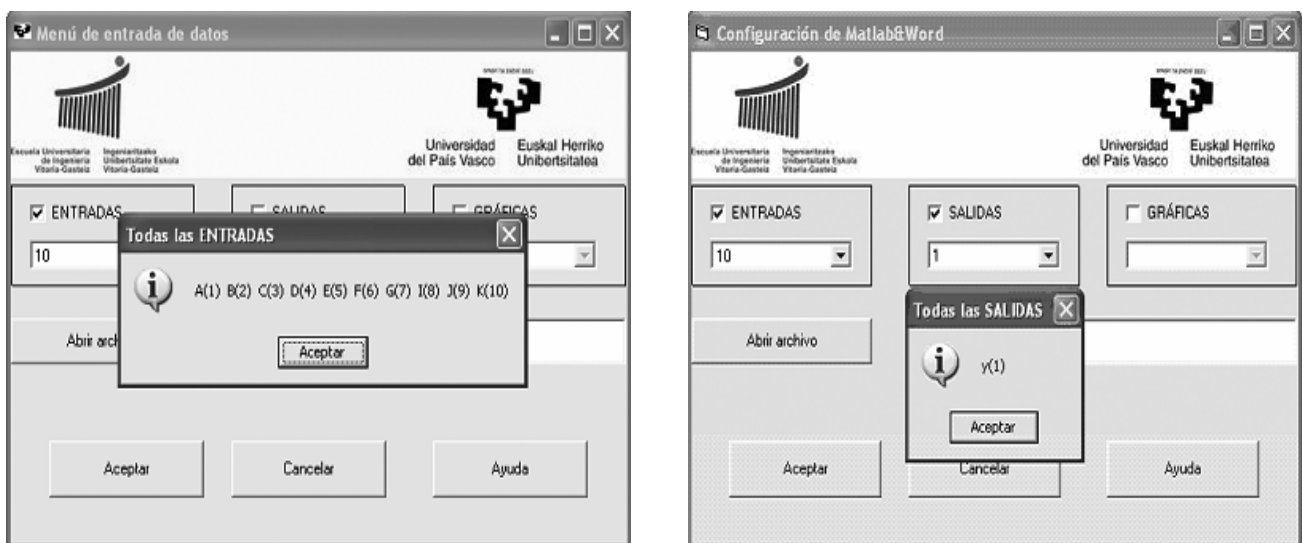 Menú de entrada de datos
Escuela Universitaria
de Ingeniería
Vitoria-Gasteiz
Ingeniaritzako
Unibertsitate Eskola
Vitoria-Gasteiz
Universidad
del País Vasco
Euskal Herriko
Unibertsitatea
ENTRADAS
SALIDAS
GRÁFICAS
10
Todas las ENTRADAS
A(1) B(2) C(3) D(4) E(5) F(6) G(7) I(8) J(9) K(10)
Aceptar
Abrir arch
Aceptar
Cancelar
Ayuda
Configuración de Matlab&Word
Escuela Universitaria
de Ingeniería
Vitoria-Gasteiz
Ingeniaritzako
Unibertsitate Eskola
Vitoria-Gasteiz
Universidad
del País Vasco
Euskal Herriko
Unibertsitatea
ENTRADAS
SALIDAS
GRÁFICAS
10
1
Todas las SALIDAS
y(1)
Aceptar
Abrir archivo
Aceptar
Cancelar
Ayuda